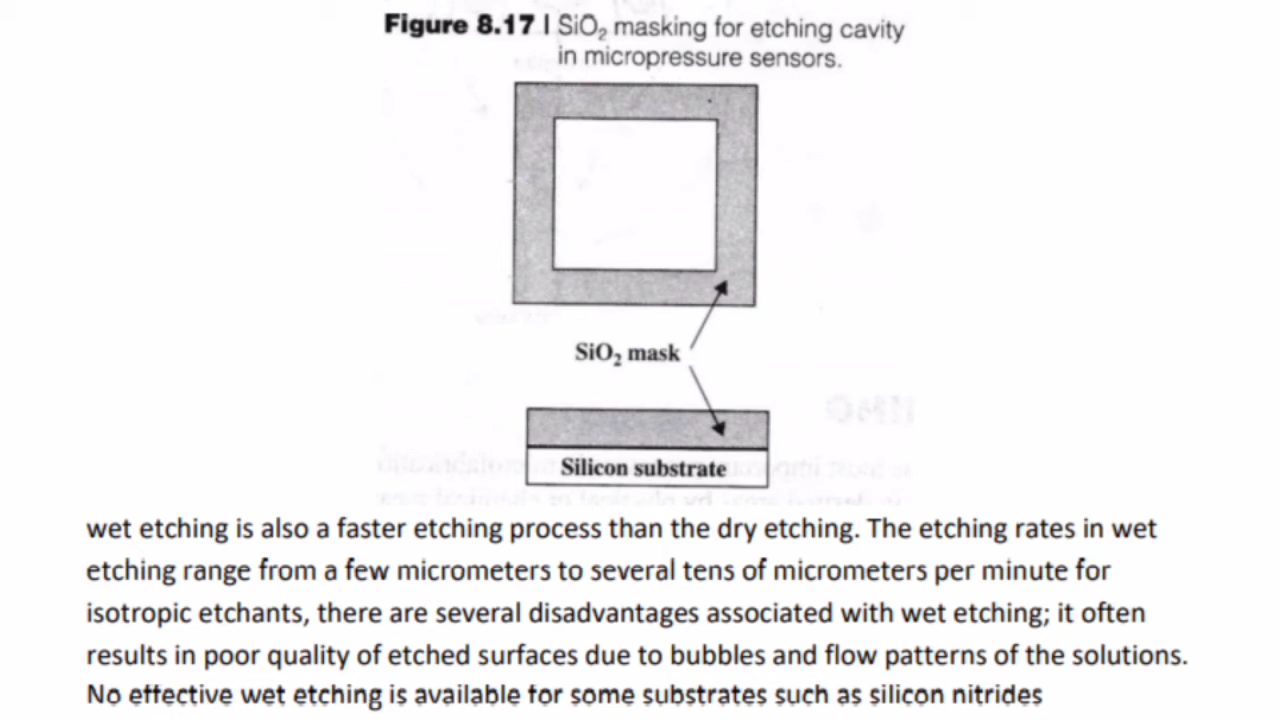 Figure 8.17 | SiO₂ masking for etching cavity
in micropressure sensors.
SiO₂ mask
Silicon substrate
wet etching is also a faster etching process than the dry etching. The etching rates in wet
etching range from a few micrometers to several tens of micrometers per minute for
isotropic etchants, there are several disadvantages associated with wet etching; it often
results in poor quality of etched surfaces due to bubbles and flow patterns of the solutions.
No effective wet etching is available for some substrates such as silicon nitrides